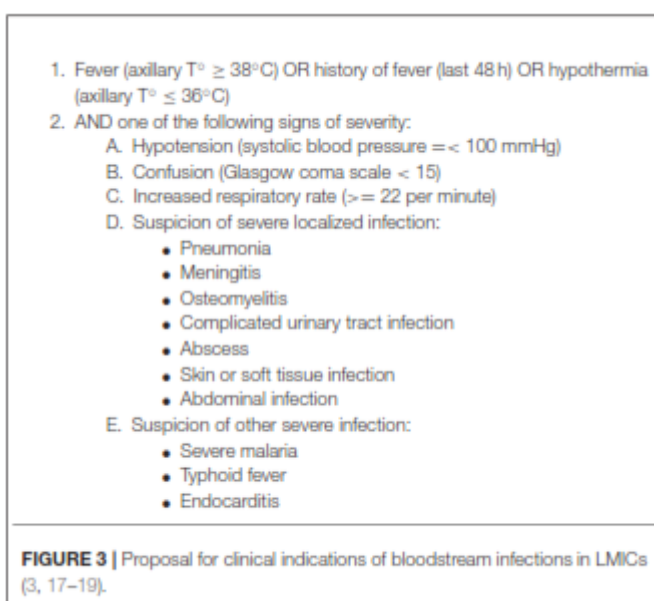 1. Fever (axillary T° ≥ 38°C) OR history of fever (last 48 h) OR hypothermia
(axillary T° ≤ 36°C)
2. AND one of the following signs of severity:
A. Hypotension (systolic blood pressure =< 100 mmHg)
B. Confusion (Glasgow coma scale < 15)
C. Increased respiratory rate (>= 22 per minute)
D. Suspicion of severe localized infection:
• Pneumonia
• Meningitis
• Osteomyelitis
• Complicated urinary tract infection
• Abscess
• Skin or soft tissue infection
• Abdominal infection
E. Suspicion of other severe infection:
• Severe malaria
• Typhoid fever
• Endocarditis
FIGURE 3 | Proposal for clinical indications of bloodstream infections in LMICs
(3, 17–19).